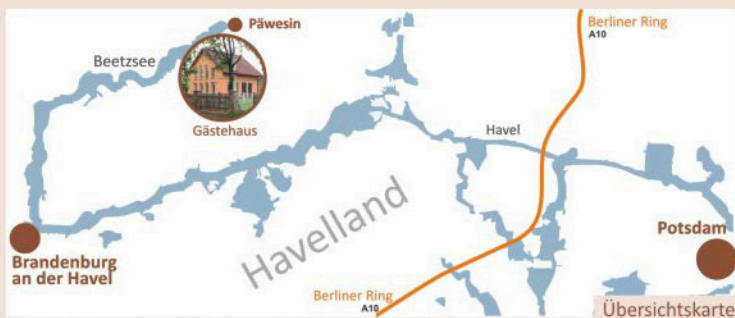 Berliner Ring
A10
Päwesin
Beetzsee
Gästehaus
Havel
Havelland
Potsdam
Brandenburg
an der Havel
Berliner Ring
A10
Übersichtskarte